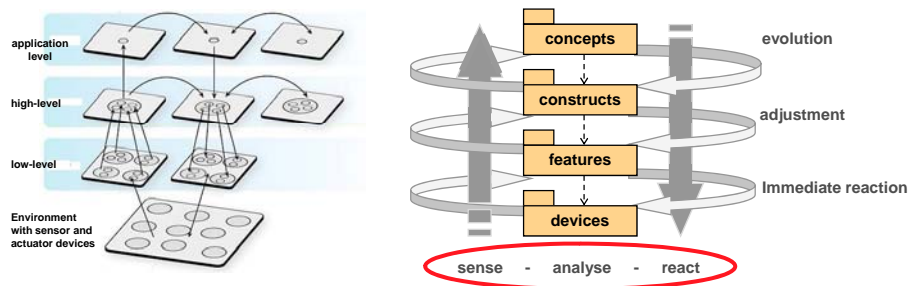 application
level
high-level
low-level
Environment
with sensor and
actuator devices
concepts
evolution
constructs
adjustment
features
Immediate reaction
devices
sense - analyse - react